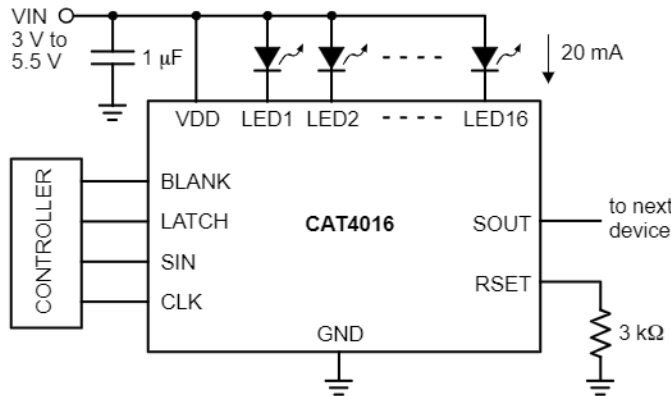 VIN
3 V to
5.5 V
1 μF
20 mA
VDD LED1 LED2 LED16
CONTROLLER
BLANK
LATCH
SIN
CLK
CAT4016
SOUT
to next
device
RSET
3 kΩ
GND